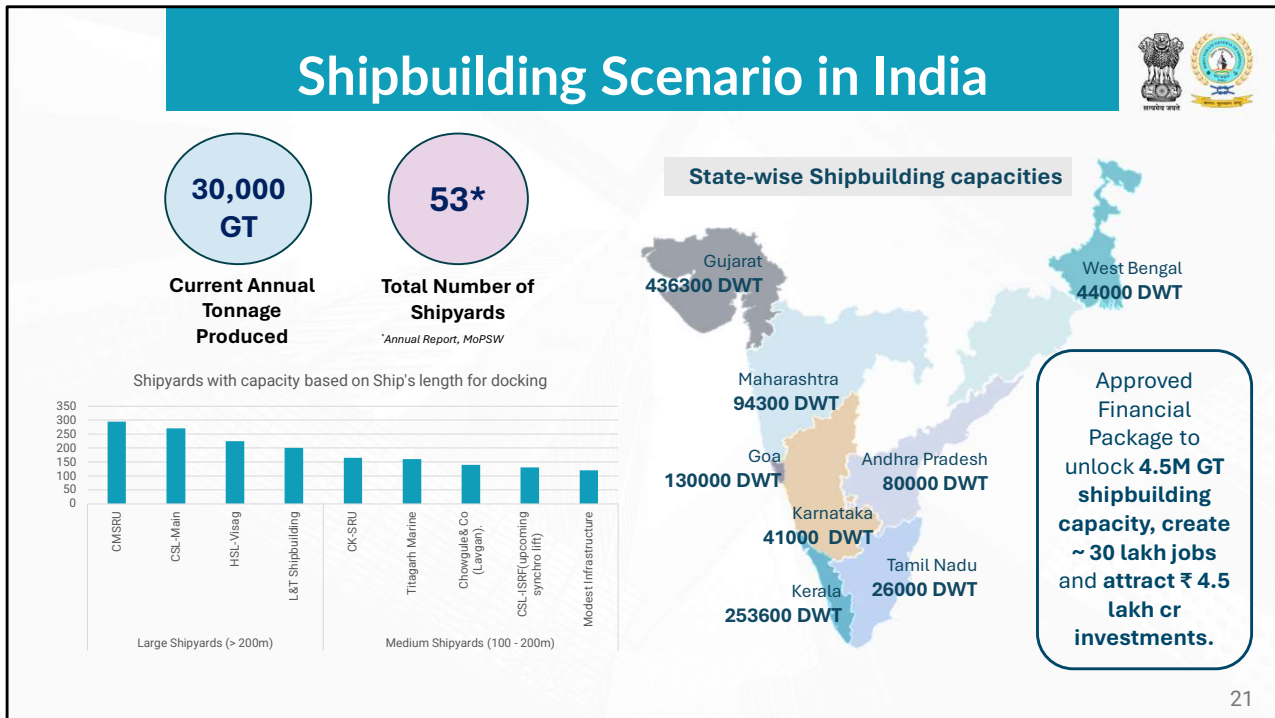 Shipbuilding Scenario in India
सत्यमेव जयते
30,000
GT
Current Annual
Tonnage
Produced
53*
Total Number of
Shipyards
*Annual Report, MoPSW
Shipyards with capacity based on Ship's length for docking
350
300
250
200
150
100
50
0
CMSRU
CSL-Main
HSL-Visag
L&T Shipbuilding
CK-SRU
Titagarh Marine
Chowgule& Co
(Lavgan).
CSL-ISRF(upcoming
synchro lift)
Modest Infrastructure
Large Shipyards (> 200m)
Medium Shipyards (100 - 200m)
State-wise Shipbuilding capacities
Gujarat
436300 DWT
West Bengal
44000 DWT
Maharashtra
94300 DWT
Goa
130000 DWT
Andhra Pradesh
80000 DWT
Karnataka
41000 DWT
Tamil Nadu
26000 DWT
Kerala
253600 DWT
Approved
Financial
Package to
unlock 4.5M GT
shipbuilding
capacity, create
~ 30 lakh jobs
and attract ₹ 4.5
lakh cr
investments.
21